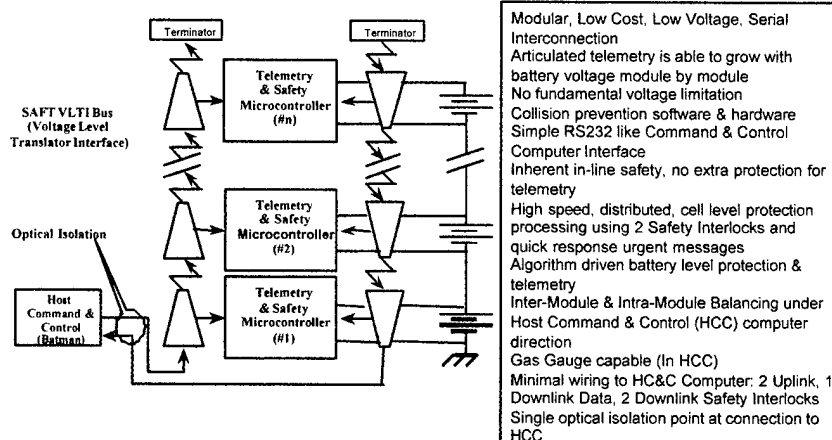 Terminator
Terminator
Telemetry
& Safety
Microcontroller
(#n)
SAFT VLTI Bus
(Voltage Level
Translator Interface)
Telemetry
& Safety
Microcontroller
(#2)
Optical Isolation
Host
Command &
Control
(Batman)
Telemetry
& Safety
Microcontroller
(#1)
Modular, Low Cost, Low Voltage, Serial
Interconnection
Articulated telemetry is able to grow with
battery voltage module by module
No fundamental voltage limitation
Collision prevention software & hardware
Simple RS232 like Command & Control
Computer Interface
Inherent in-line safety, no extra protection for
telemetry
High speed, distributed, cell level protection
processing using 2 Safety Interlocks and
quick response urgent messages
Algorithm driven battery level protection &
telemetry
Inter-Module & Intra-Module Balancing under
Host Command & Control (HCC) computer
direction
Gas Gauge capable (In HCC)
Minimal wiring to HC&C Computer: 2 Uplink, 1
Downlink Data, 2 Downlink Safety Interlocks
Single optical isolation point at connection to
HCC